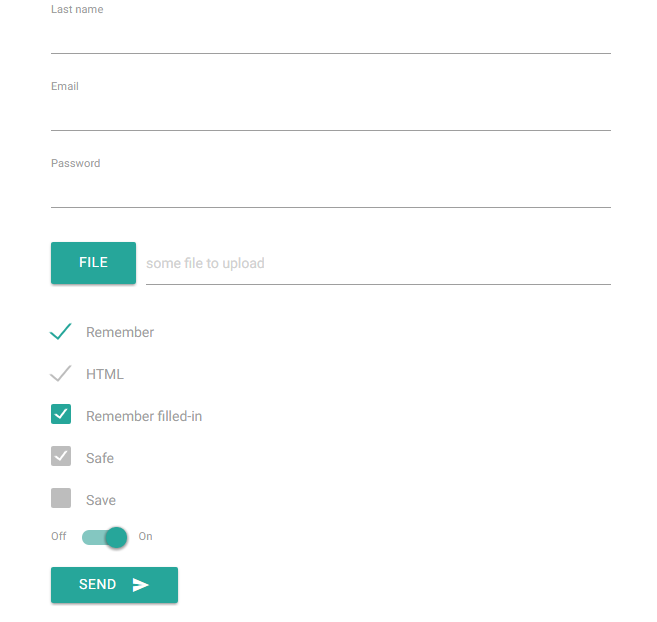 Last name
Email
Password
FILE some file to upload
Remember
HTML
Remember filled-in
Safe
Save
Off On
SEND